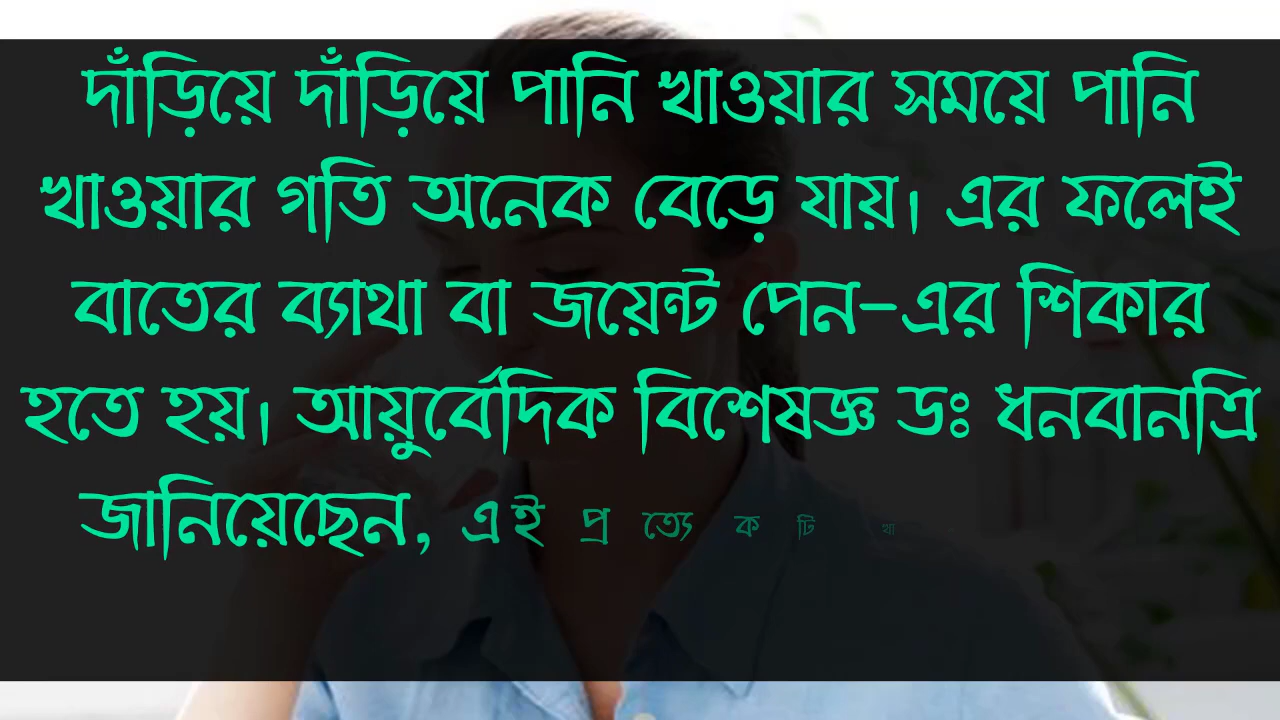 দাঁড়িয়ে দাঁড়িয়ে পানি খাওয়ার সময়ে পানি
খাওয়ার গতি অনেক বেড়ে যায়। এর ফলেই
বাতের ব্যাথা বা জয়েন্ট পেন-এর শিকার
হতে হয়। আয়ুর্বেদিক বিশেষজ্ঞ ডঃ ধনবানত্রি
জানিয়েছেন, এই প্রত্যেকটি খা